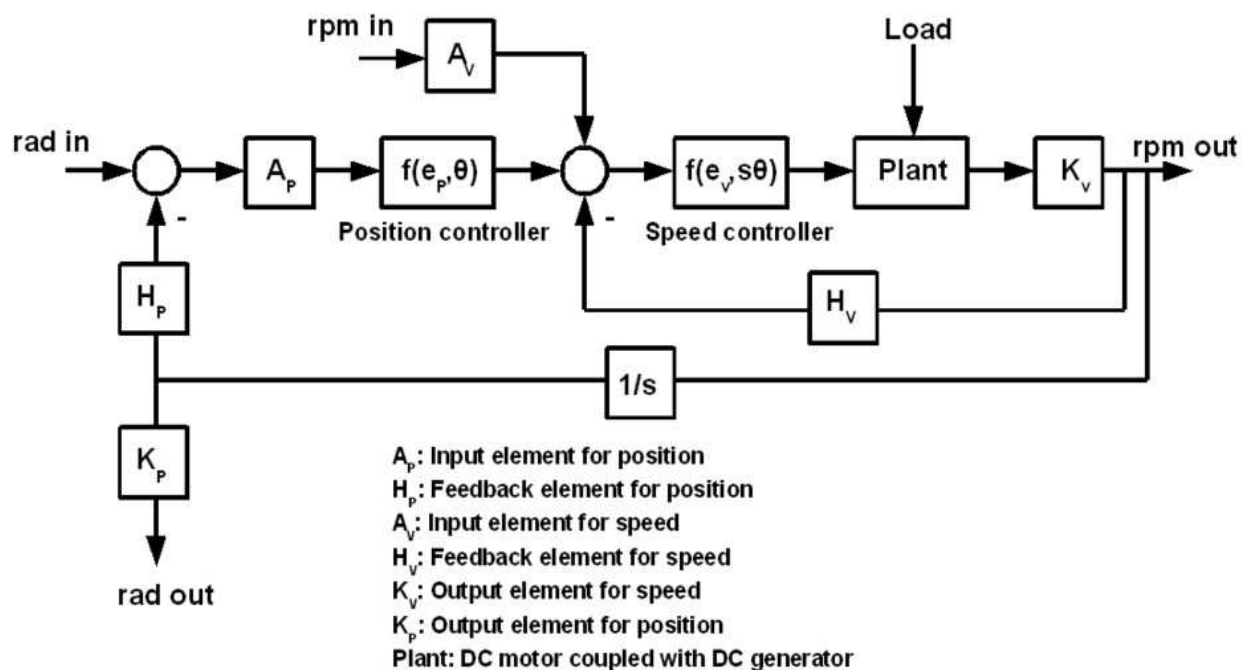 rpm in
A_V
Load
rad in
A_P
f(e_P,θ)
f(e_V,sθ)
Plant
K_V
rpm out
-
Position controller
-
Speed controller
H_P
H_V
1/s
K_P
rad out
A_P: Input element for position
H_P: Feedback element for position
A_V: Input element for speed
H_V: Feedback element for speed
K_V: Output element for speed
K_P: Output element for position
Plant: DC motor coupled with DC generator